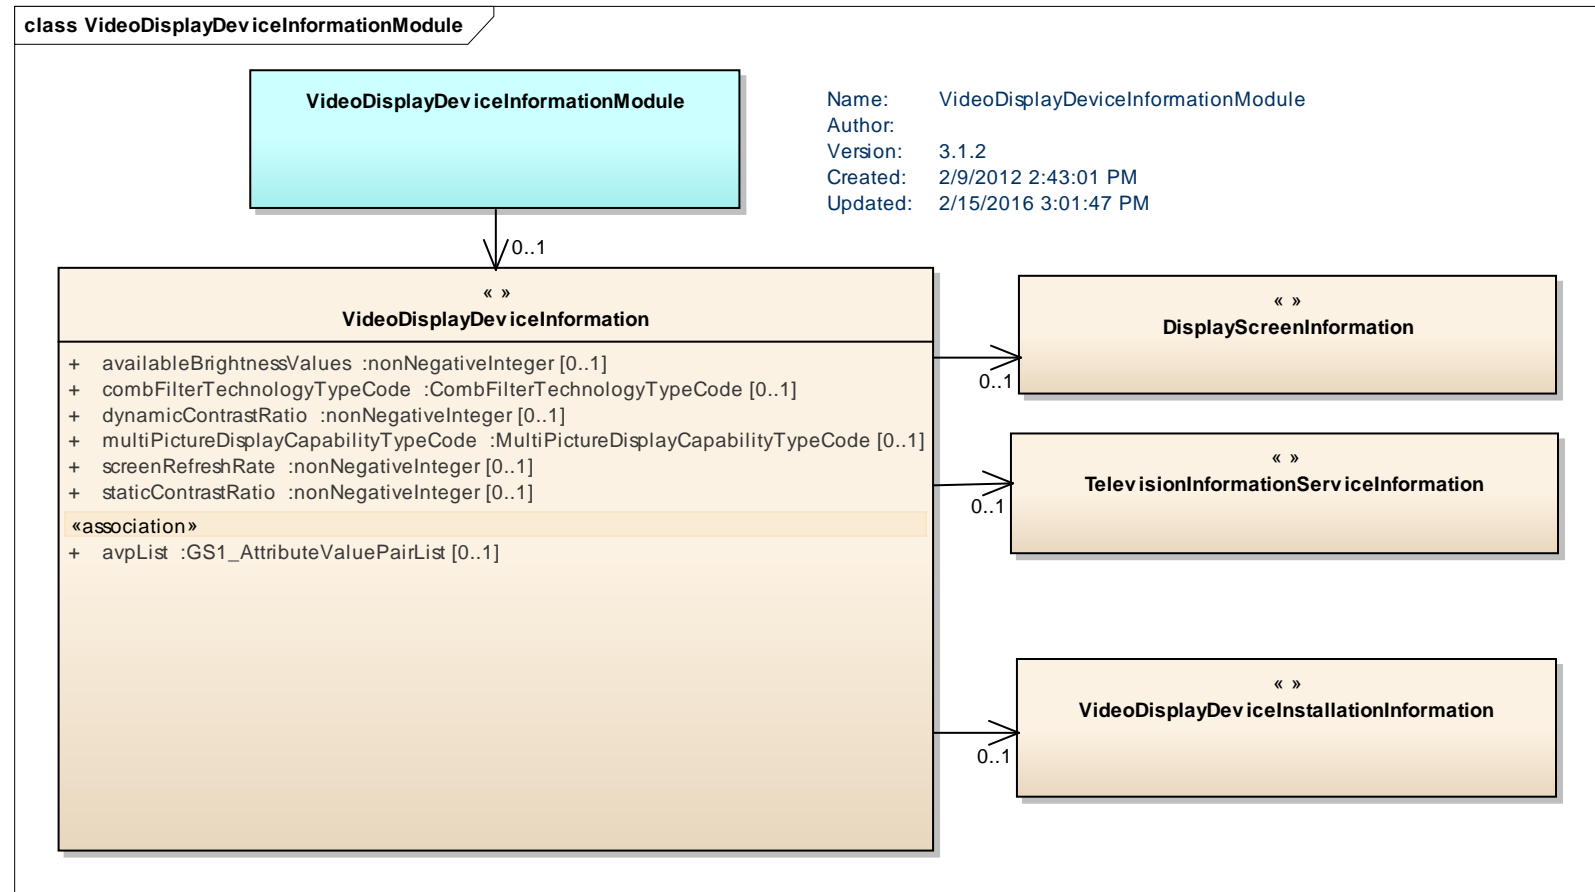 class VideoDisplayDeviceInformationModule
VideoDisplayDeviceInformationModule
Name: VideoDisplayDeviceInformationModule
Author:
Version: 3.1.2
Created: 2/9/2012 2:43:01 PM
Updated: 2/15/2016 3:01:47 PM
0..1
« »
VideoDisplayDeviceInformation
+ availableBrightnessValues :nonNegativeInteger [0..1]
+ combFilterTechnologyTypeCode :CombFilterTechnologyTypeCode [0..1]
+ dynamicContrastRatio :nonNegativeInteger [0..1]
+ multiPictureDisplayCapabilityTypeCode :MultiPictureDisplayCapabilityTypeCode [0..1]
+ screenRefreshRate :nonNegativeInteger [0..1]
+ staticContrastRatio :nonNegativeInteger [0..1]
«association»
+ avpList :GS1_AttributeValuePairList [0..1]
« »
DisplayScreenInformation
0..1
« »
TelevisionInformationServiceInformation
0..1
« »
VideoDisplayDeviceInstallationInformation
0..1